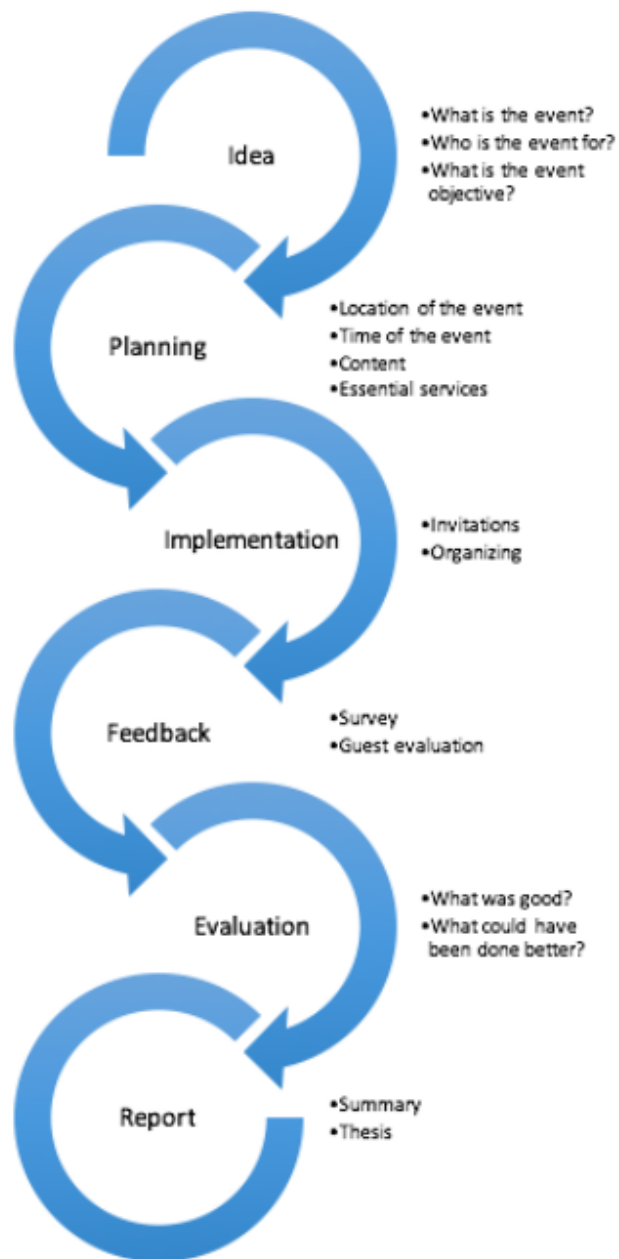 Idea
•What is the event?
•Who is the event for?
•What is the event
objective?
Planning
•Location of the event
•Time of the event
•Content
•Essential services
Implementation
•Invitations
•Organizing
Feedback
•Survey
•Guest evaluation
Evaluation
•What was good?
•What could have
been done better?
Report
•Summary
•Thesis